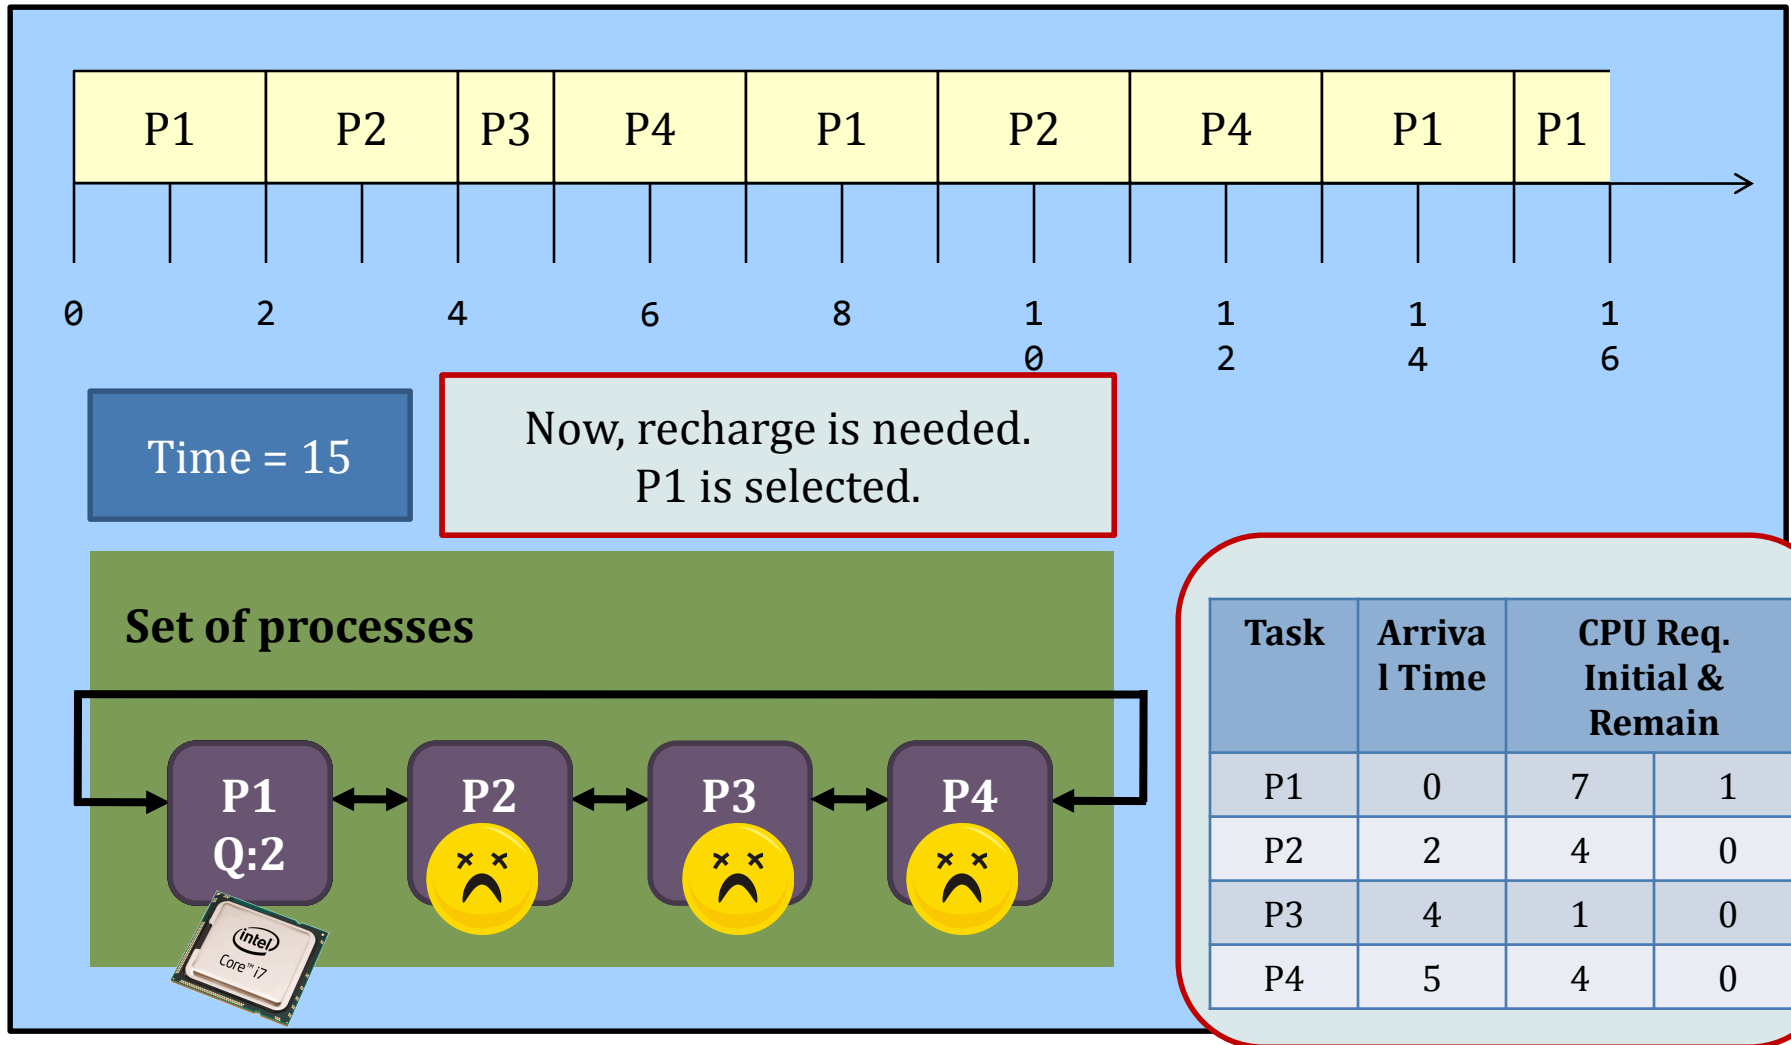 P1 P2 P3 P4 P1 P2 P4 P1 P1
0 2 4 6 8 1 1 1 1
0 2 4 6
Time = 15
Now, recharge is needed.
P1 is selected.
Set of processes
P1 P2 P3 P4
Q:2
intel
Core™ i7
Task Arriva CPU Req.
l Time Initial &
Remain
P1 0 7 1
P2 2 4 0
P3 4 1 0
P4 5 4 0